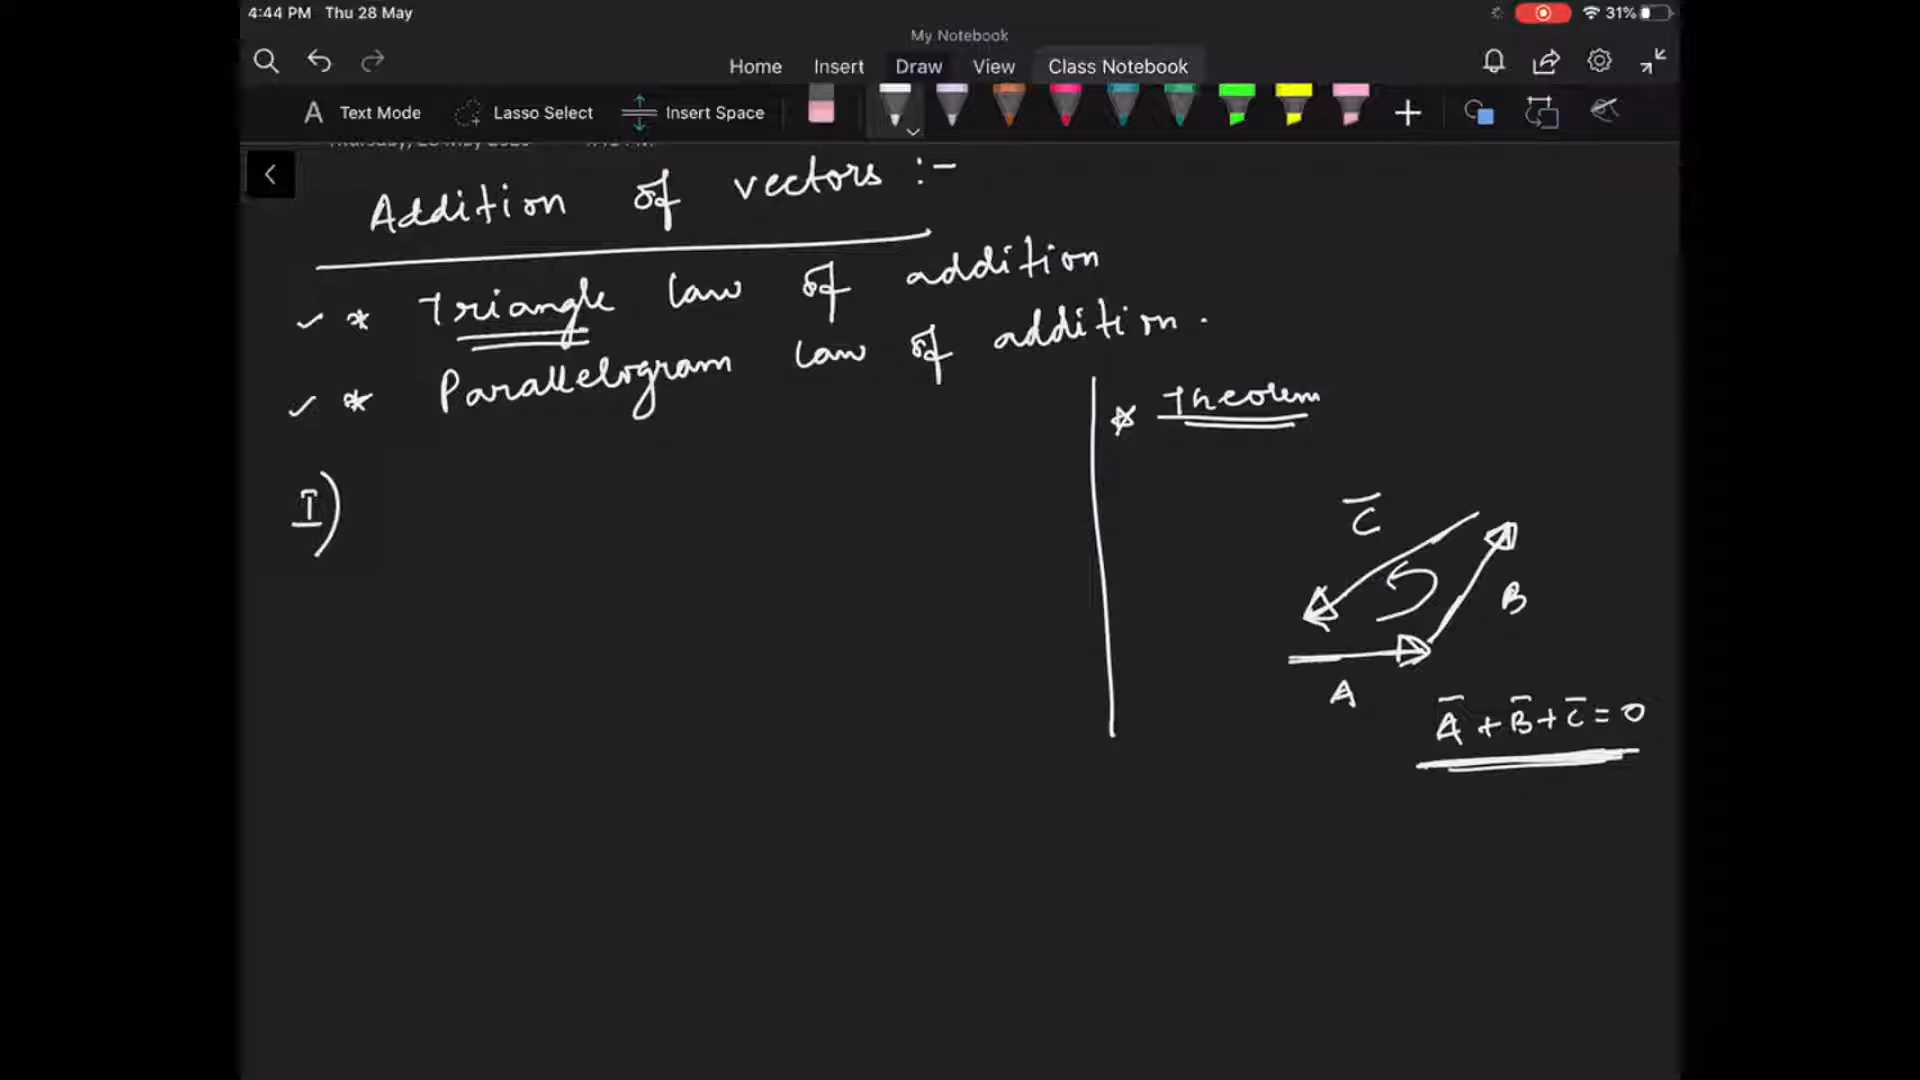 4:44 PM Thu 28 May
31%
My Notebook
Home Insert Draw View Class Notebook
Text Mode Lasso Select Insert Space
Addition of vectors :-
* Triangle law of addition
* Parallelogram law of addition.
* Theorem
I)
C
B
A
A + B + C = 0